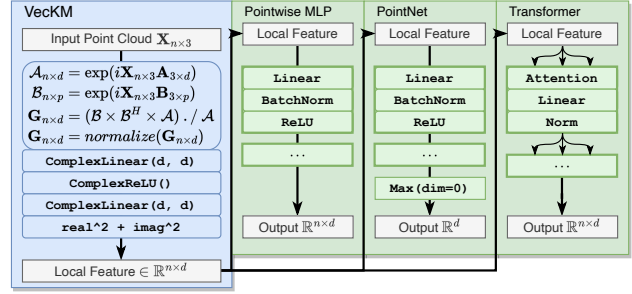 VecKM
Input Point Cloud X_{n×3}
𝒜_{n×d} = exp(iX_{n×3}A_{3×d})
ℬ_{n×p} = exp(iX_{n×3}B_{3×p})
G_{n×d} = (ℬ × ℬ^H × 𝒜) ./ 𝒜
G_{n×d} = normalize(G_{n×d})
ComplexLinear(d, d)
ComplexReLU()
ComplexLinear(d, d)
real^2 + imag^2
Local Feature ∈ ℝ^{n×d}
Pointwise MLP
Local Feature
Linear
BatchNorm
ReLU
...
Output ℝ^{n×d}
PointNet
Local Feature
Linear
BatchNorm
ReLU
...
Max(dim=0)
Output ℝ^d
Transformer
Local Feature
Attention
Linear
Norm
...
Output ℝ^{n×d}